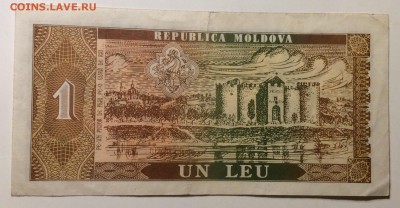 COINS.LAVE.RU
REPUBLICA MOLDOVA
1
UN LEU